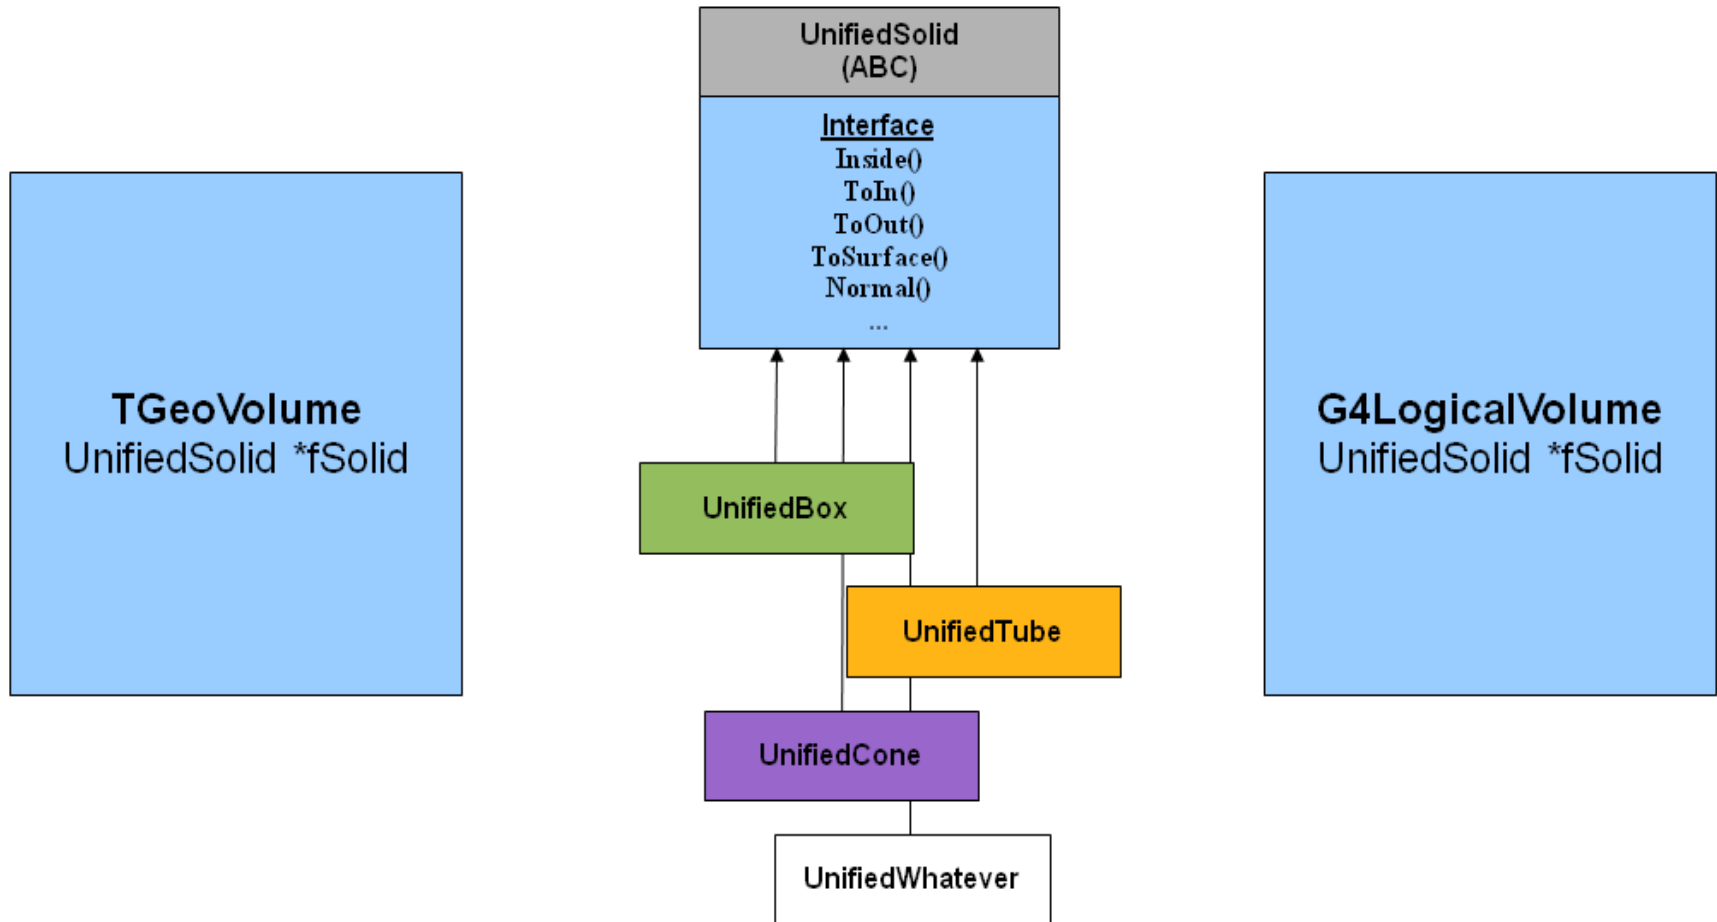 UnifiedSolid
(ABC)
Interface
Inside()
ToIn()
ToOut()
ToSurface()
Normal()
...
TGeoVolume
UnifiedSolid *fSolid
G4LogicalVolume
UnifiedSolid *fSolid
UnifiedBox
UnifiedTube
UnifiedCone
UnifiedWhatever